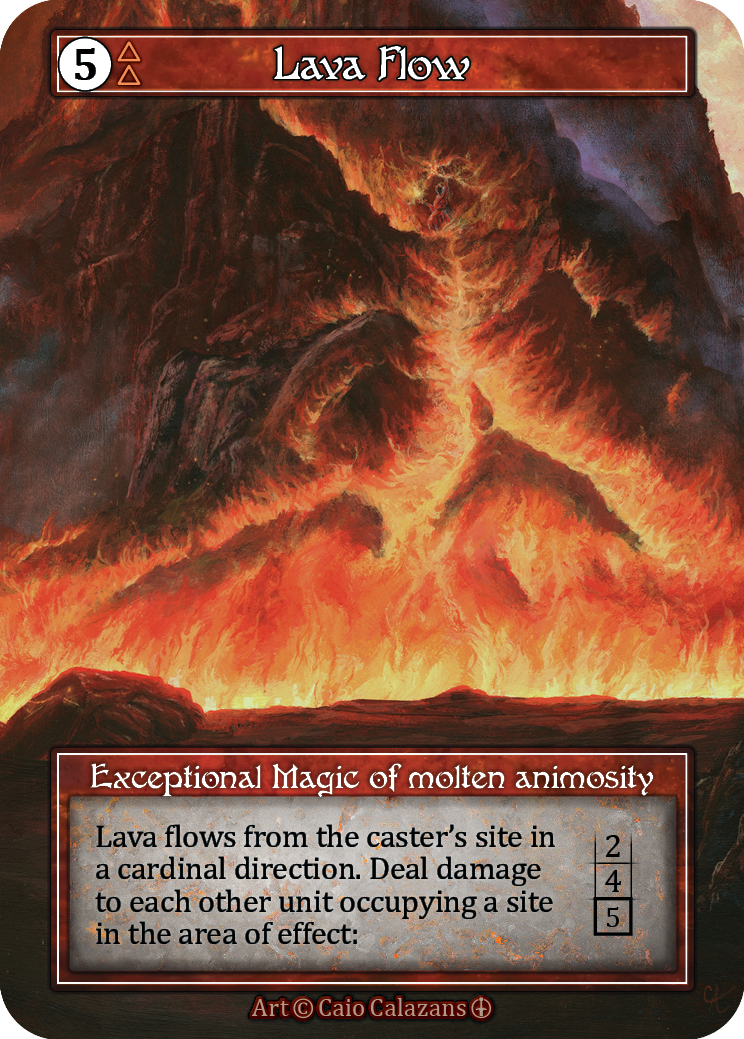 5 Lava Flow
Exceptional Magic of molten animosity
Lava flows from the caster’s site in
a cardinal direction. Deal damage
to each other unit occupying a site
in the area of effect:
2
4
5
Art © Caio Calazans